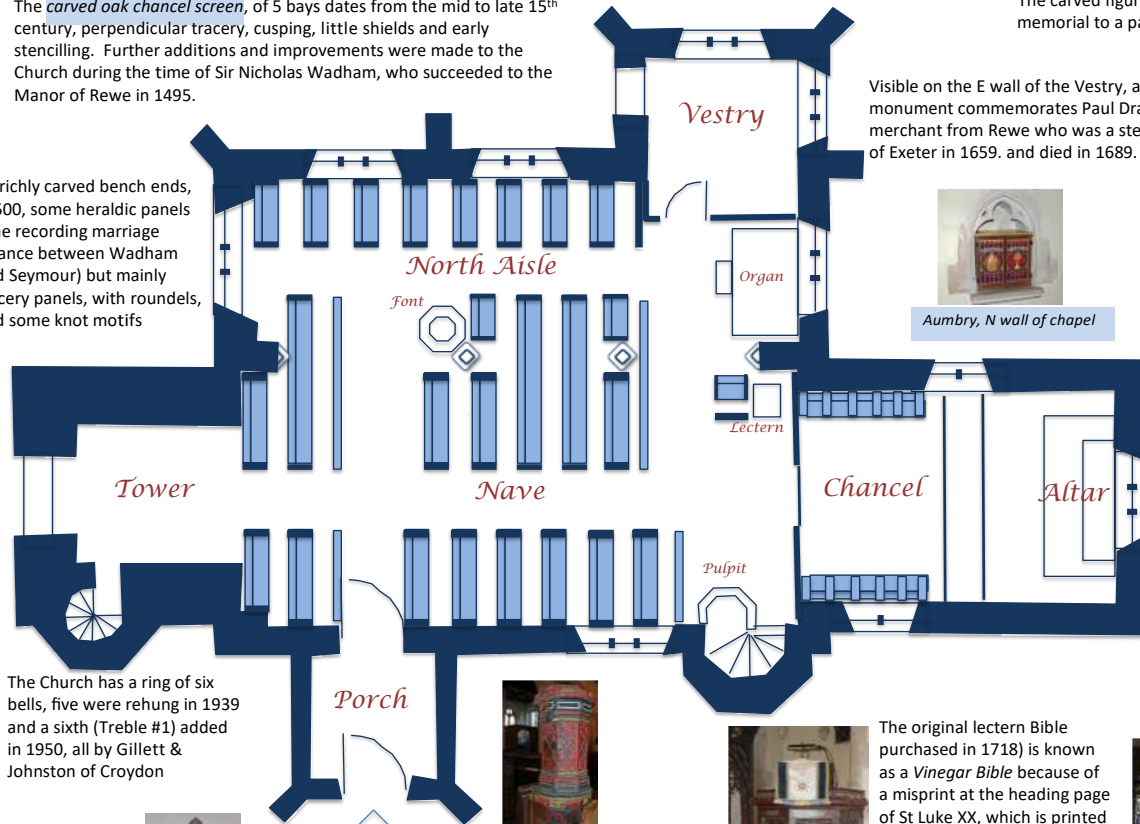 The carved oak chancel screen, of 5 bays dates from the mid to late 15th
century, perpendicular tracery, cusping, little shields and early
stencilling. Further additions and improvements were made to the
Church during the time of Sir Nicholas Wadham, who succeeded to the
Manor of Rewe in 1495.
The carved
memorial to a
Visible on the E wall of the Vestry, a
monument commemorates Paul
merchant from Rewe who was a
of Exeter in 1659. and died in 1689.
richly carved bench ends,
some heraldic panels
recording marriage
between Wadham
Seymour) but mainly
panels, with roundels,
some knot motifs
Vestry
North Aisle
Organ
Font
Aumbry, N wall of chapel
Lectern
Tower
Nave
Chancel
Altar
Pulpit
Porch
The Church has a ring of six
bells, five were rehung in 1939
and a sixth (Treble #1) added
in 1950, all by Gillett &
Johnston of Croydon
The original lectern Bible
purchased in 1718) is known
as a Vinegar Bible because of
a misprint at the heading page
of St Luke XX, which is printed